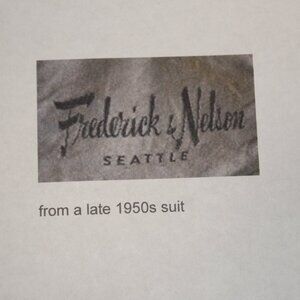 Frederick & Nelson
SEATTLE
from a late 1950s suit